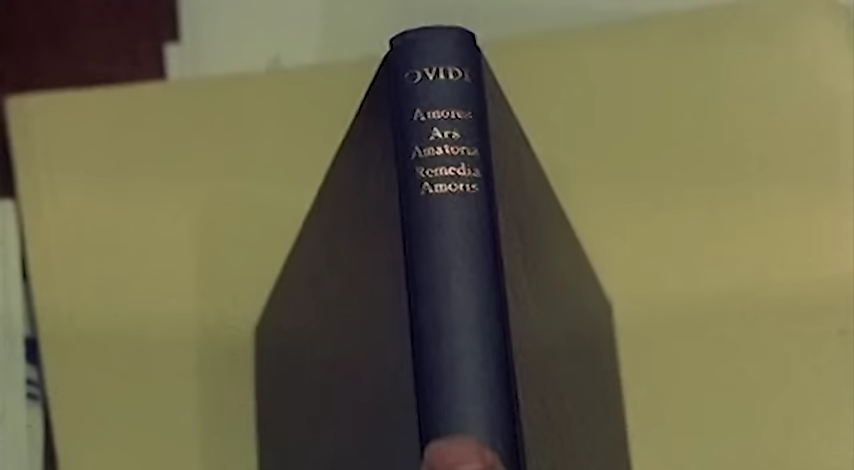 OVIDI
Amores
Ars
Amatoria
Remedia
Amoris